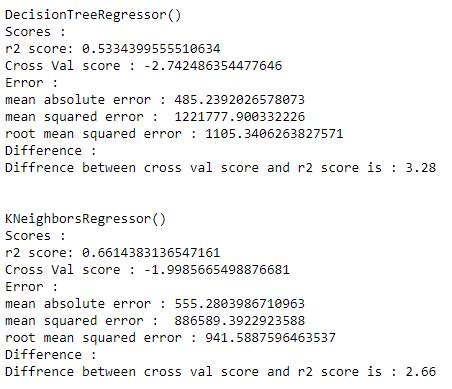 DecisionTreeRegressor()
Scores :
r2 score: 0.5334399555510634
Cross Val score : -2.742486354477646
Error :
mean absolute error : 485.2392026578073
mean squared error :  1221777.900332226
root mean squared error : 1105.3406263827571
Difference :
Diffrence between cross val score and r2 score is : 3.28
KNeighborsRegressor()
Scores :
r2 score: 0.6614383136547161
Cross Val score : -1.9985665498876681
Error :
mean absolute error : 555.2803986710963
mean squared error :  886589.3922923588
root mean squared error : 941.5887596463537
Difference :
Diffrence between cross val score and r2 score is : 2.66